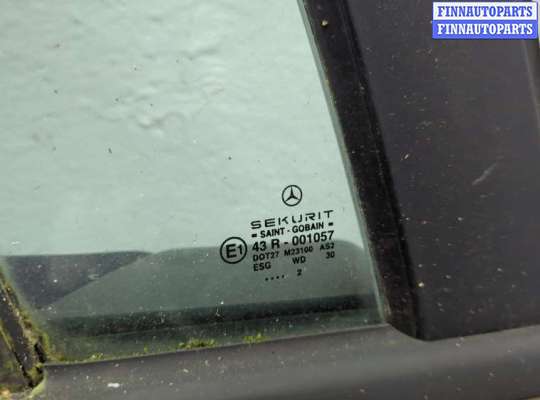 FINNAUTOPARTS
FINNAUTOPARTS
SEKURIT
= SAINT - GOBAIN =
E1 43 R - 001057
DOT27 M23100 AS2
ESG WD 30
.... 2